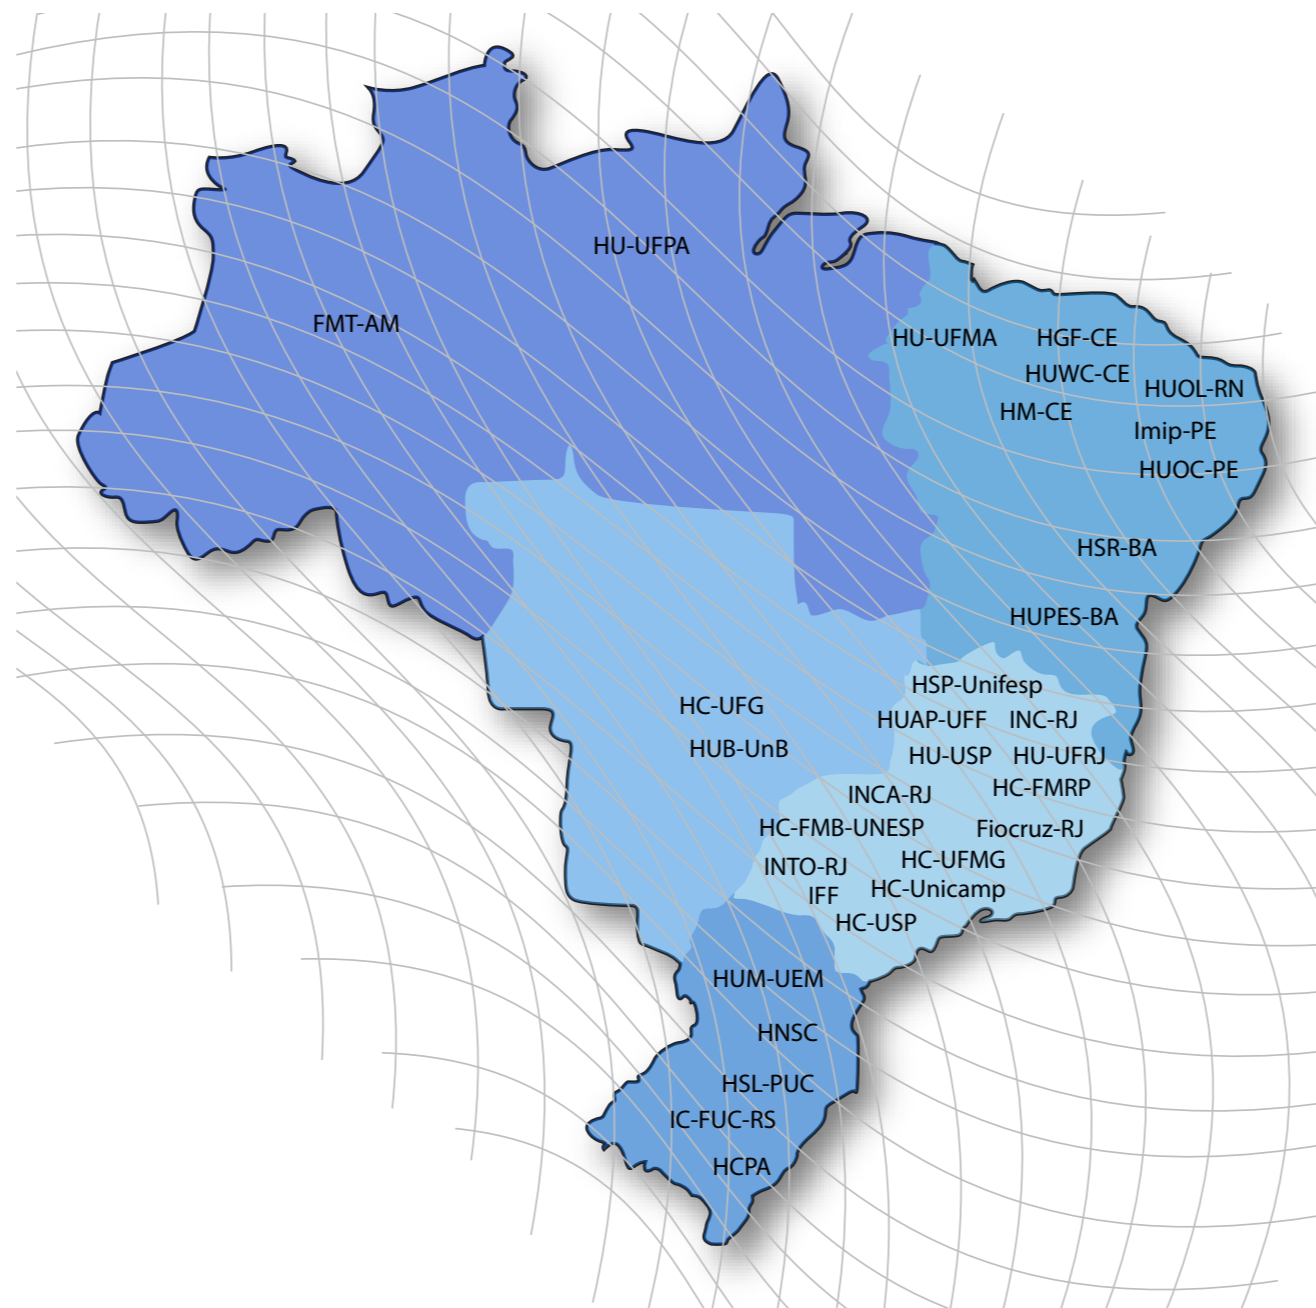 HU-UFPA
FMT-AM
HU-UFMA
HGF-CE
HUWC-CE
HUOL-RN
HM-CE
Imip-PE
HUOC-PE
HSR-BA
HUPES-BA
HSP-Unifesp
HC-UFG
HUAP-UFF
INC-RJ
HUB-UnB
HU-USP
HU-UFRJ
INCA-RJ
HC-FMRP
HC-FMB-UNESP
Fiocruz-RJ
INTO-RJ
HC-UFMG
IFF
HC-Unicamp
HC-USP
HUM-UEM
HNSC
HSL-PUC
IC-FUC-RS
HCPA